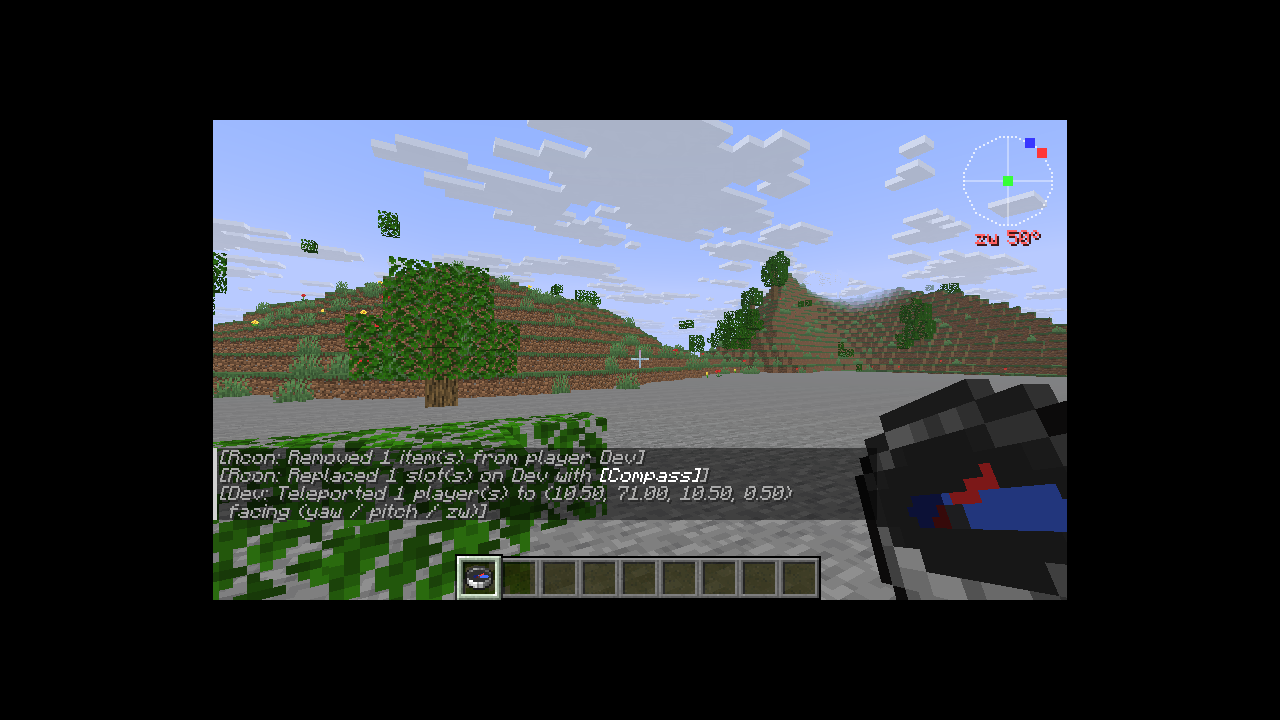 zw 50°
[Rcon: Removed 1 item(s) from player Dev]
[Rcon: Replaced 1 slot(s) on Dev with [Compass]]
[Dev: Teleported 1 player(s) to (10.50, 71.00, 10.50, 0.50)
facing (yaw / pitch / zw)]